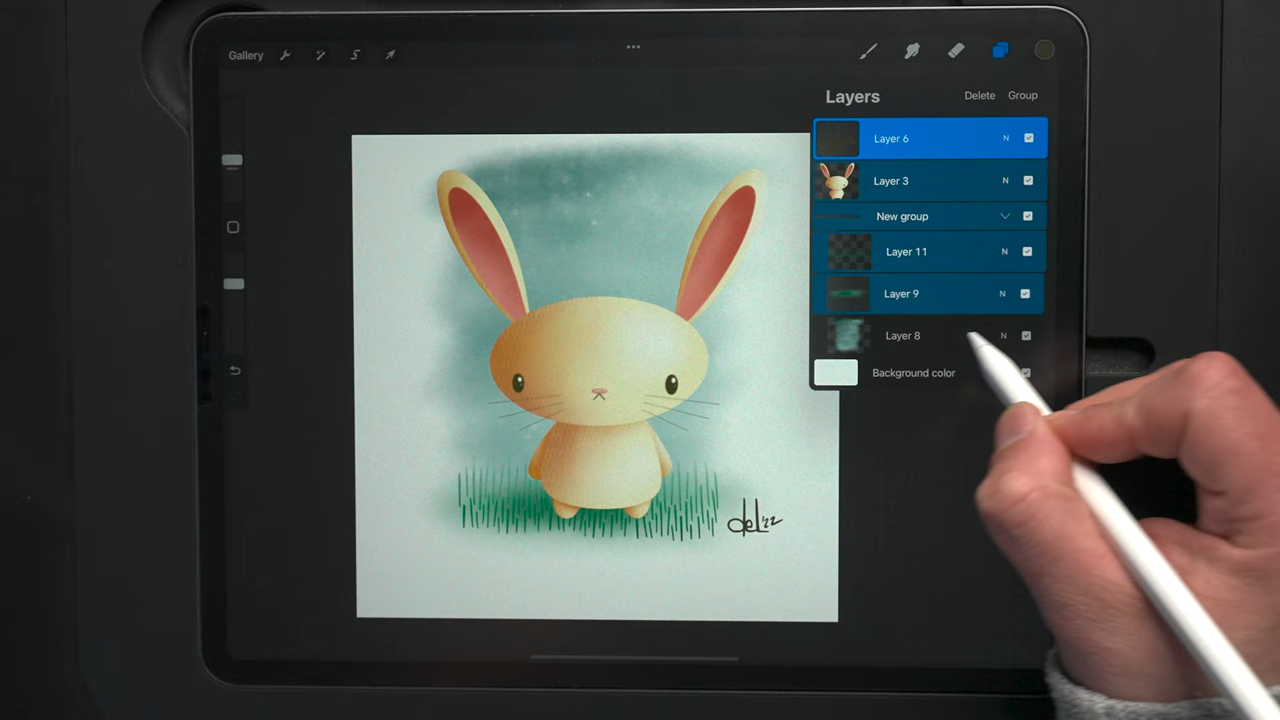 Gallery
Layers Delete Group
Layer 6 N
Layer 3 N
New group
Layer 11 N
Layer 9 N
Layer 8 N
Background color
del '22